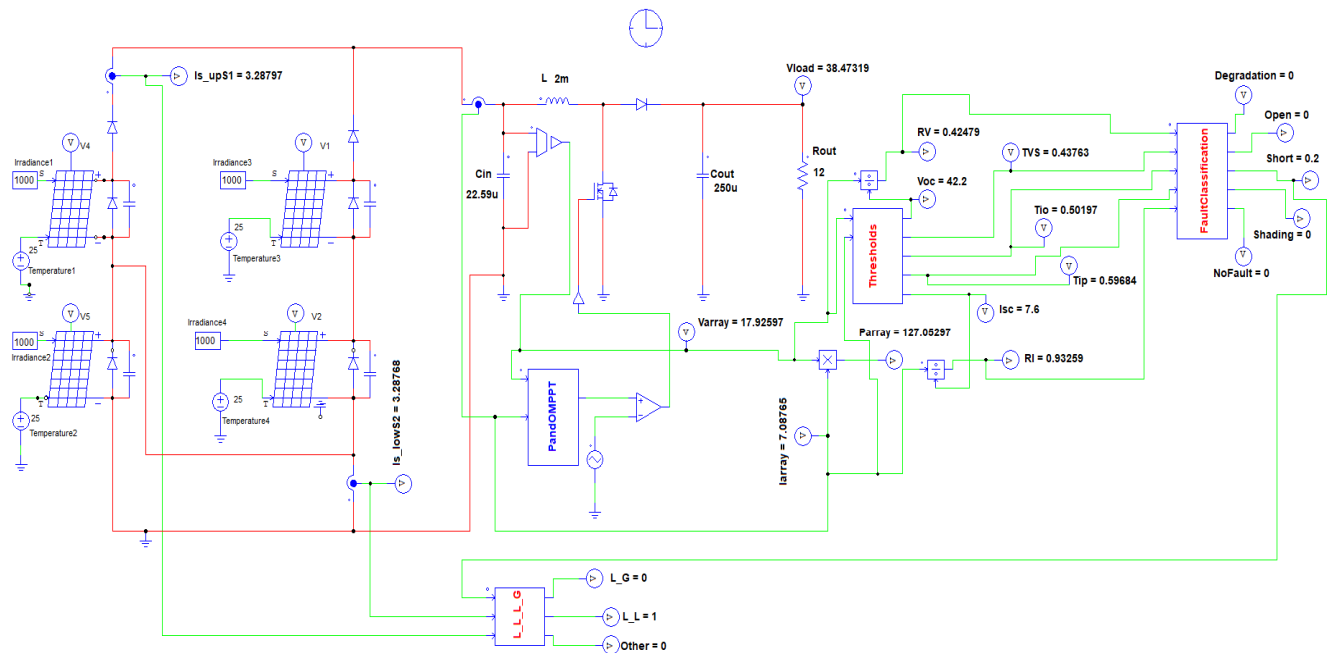 Is_upS1 = 3.28797
L 2m
Vload = 38.47319
Degradation = 0
Open = 0
Short = 0.2
Shading = 0
NoFault = 0
FaultClassification
RV = 0.42479
TVS = 0.43763
Voc = 42.2
Tio = 0.50197
Tip = 0.59684
Isc = 7.6
Thresholds
Rout
12
Cout
250u
Cin
22.59u
V
V4
V
V1
Irradiance1
1000
S
+
−
T
25
Temperature1
Irradiance3
1000
S
+
−
T
25
Temperature3
V
V5
V
V2
Irradiance2
1000
S
+
−
T
25
Temperature2
Irradiance4
1000
S
+
−
T
25
Temperature4
Is_lowS2 = 3.28768
Varray = 17.92597
Parray = 127.05297
RI = 0.93259
Iarray = 7.08765
PandOMPPT
L_L_L_G
L_G = 0
L_L = 1
Other = 0